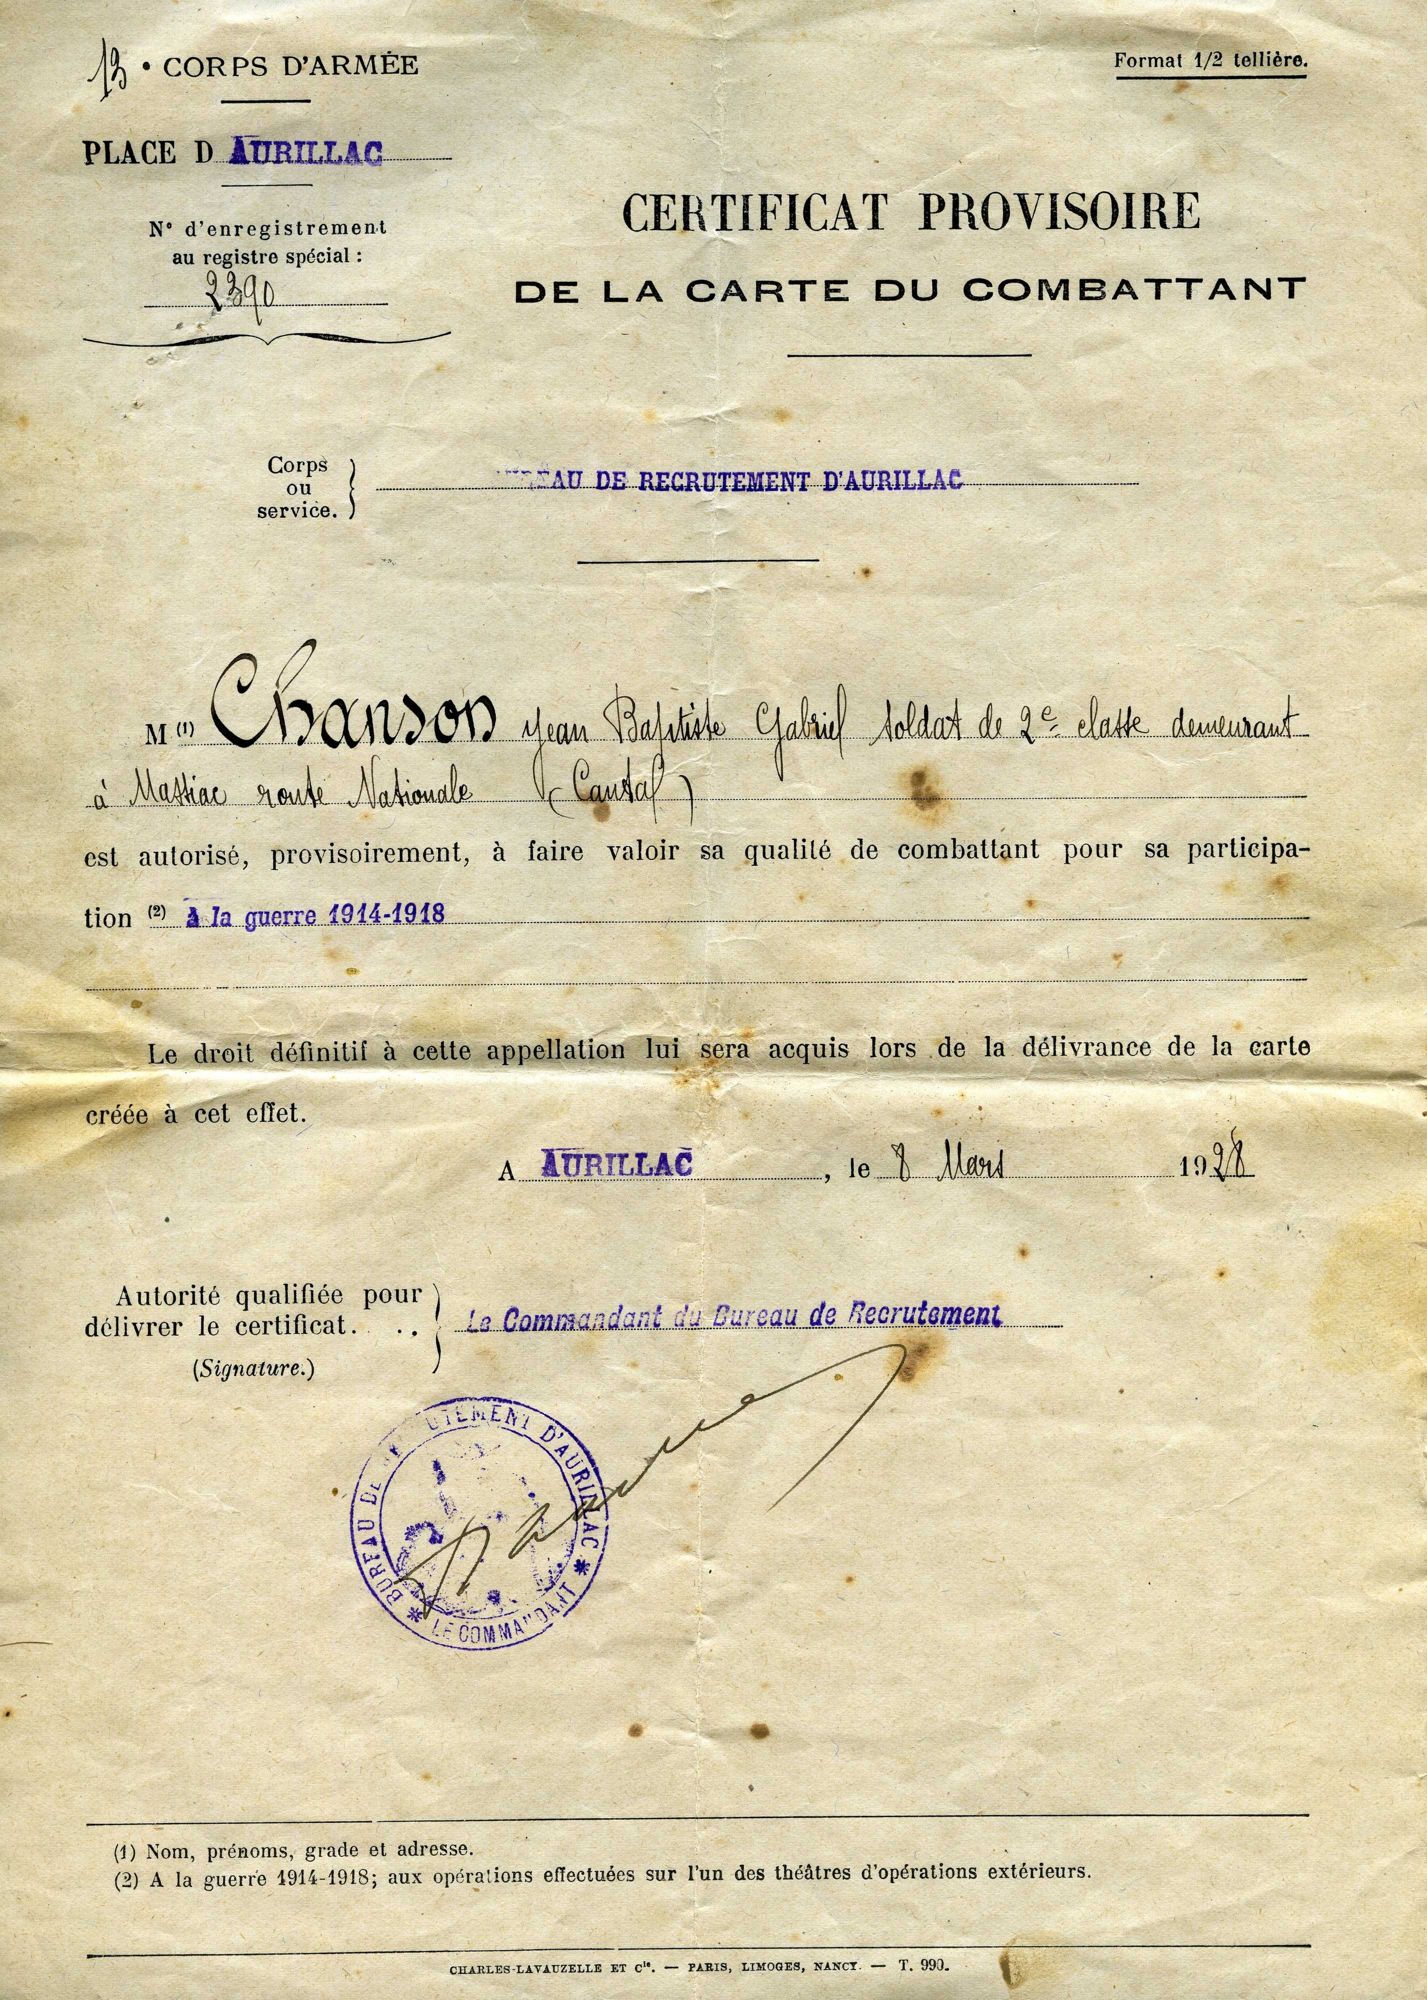 13 • CORPS D'ARMÉE
Format 1/2 tellière.
PLACE D AURILLAC
N° d'enregistrement
au registre spécial :
2390
CERTIFICAT PROVISOIRE
DE LA CARTE DU COMBATTANT
Corps
ou
service.
BUREAU DE RECRUTEMENT D'AURILLAC
M (1) Chanson Jean Baptiste Gabriel soldat de 2e classe demeurant
à Massiac route Nationale (Cantal)
est autorisé, provisoirement, à faire valoir sa qualité de combattant pour sa participa-
tion (2) à la guerre 1914-1918
Le droit définitif à cette appellation lui sera acquis lors de la délivrance de la carte
créée à cet effet.
A AURILLAC, le 8 Mars 1928
Autorité qualifiée pour
délivrer le certificat. ..
(Signature.)
Le Commandant du Bureau de Recrutement
BUREAU DE RECRUTEMENT D'AURILLAC
* LE COMMANDANT *
(1) Nom, prénoms, grade et adresse.
(2) A la guerre 1914-1918; aux opérations effectuées sur l'un des théâtres d'opérations extérieurs.
CHARLES-LAVAUZELLE ET Cie. — PARIS, LIMOGES, NANCY. — T. 990.